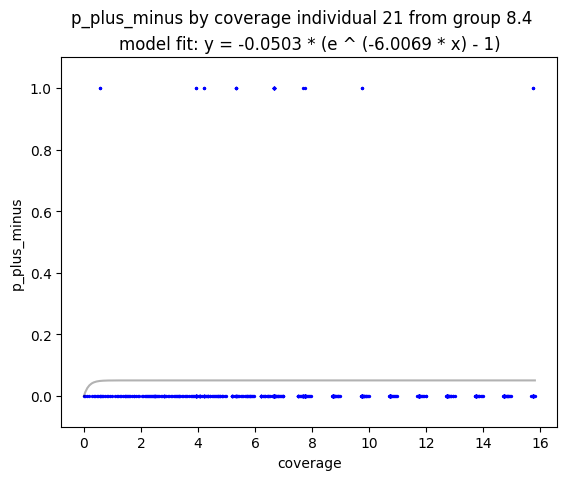 p_plus_minus by coverage individual 21 from group 8.4
model fit: y = -0.0503 * (e ^ (-6.0069 * x) - 1)
p_plus_minus
1.0
0.8
0.6
0.4
0.2
0.0
0 2 4 6 8 10 12 14 16
coverage